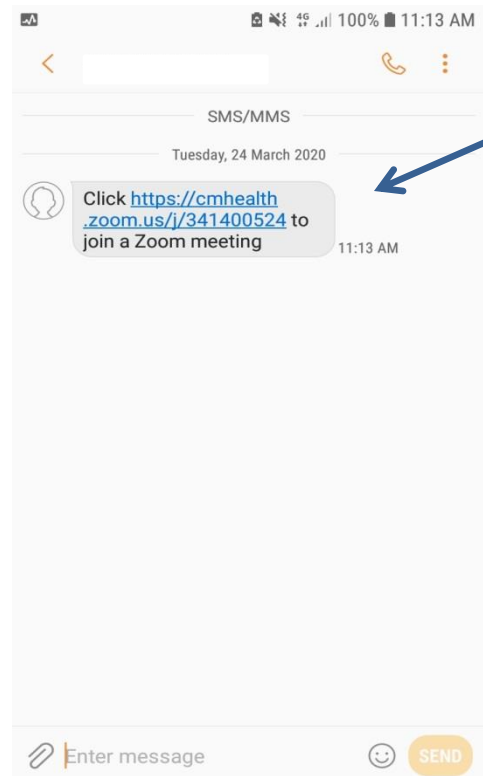 4G 100% 11:13 AM
SMS/MMS
Tuesday, 24 March 2020
Click https://cmhealth
.zoom.us/j/341400524 to
join a Zoom meeting
11:13 AM
Enter message
SEND